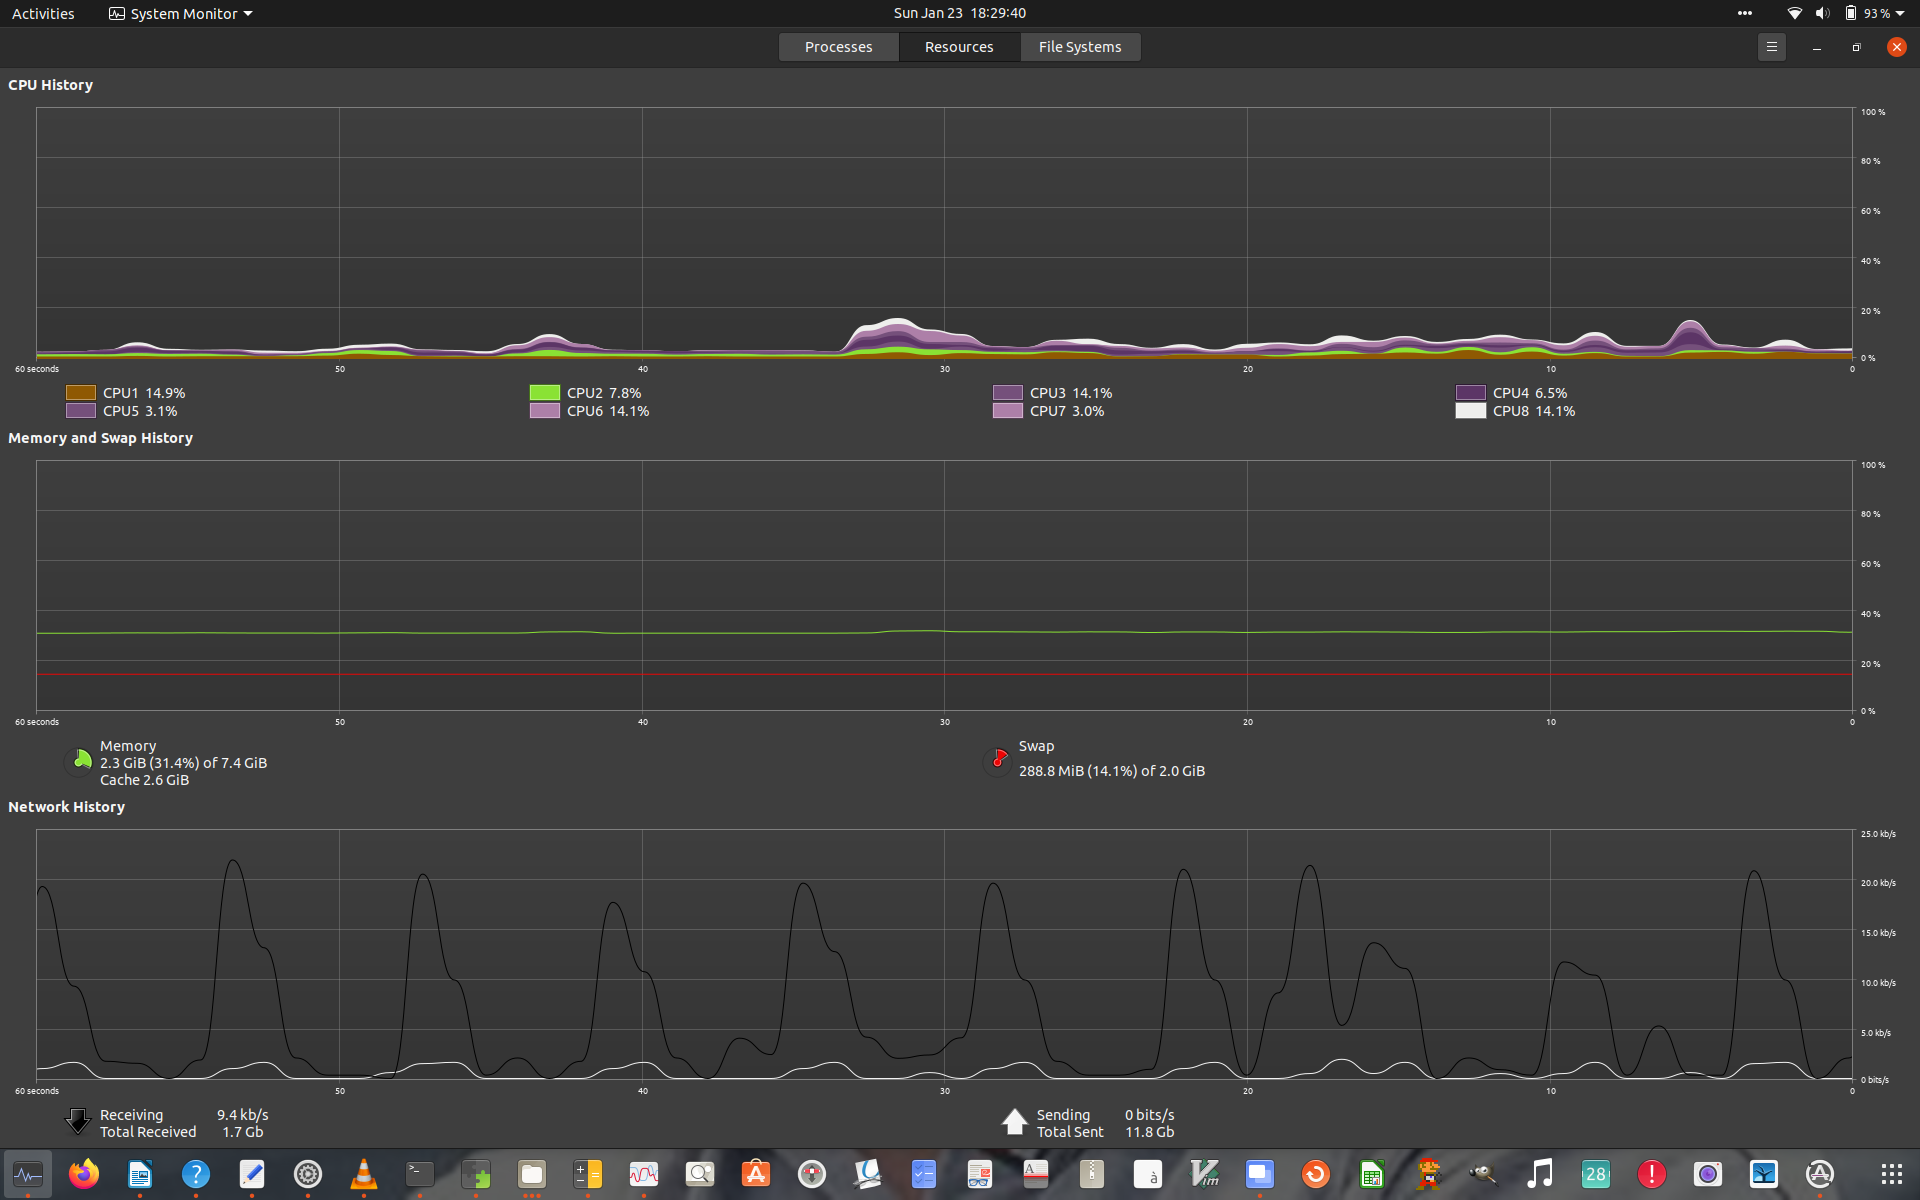 Activities System Monitor Sun Jan 23 18:29:40 93 %
Processes Resources File Systems
CPU History
100 %
80 %
60 %
40 %
20 %
0 %
60 seconds 50 40 30 20 10 0
CPU1 14.9% CPU2 7.8% CPU3 14.1% CPU4 6.5%
CPU5 3.1% CPU6 14.1% CPU7 3.0% CPU8 14.1%
Memory and Swap History
100 %
80 %
60 %
40 %
20 %
0 %
60 seconds 50 40 30 20 10 0
Memory
2.3 GiB (31.4%) of 7.4 GiB
Cache 2.6 GiB
Swap
288.8 MiB (14.1%) of 2.0 GiB
Network History
25.0 kb/s
20.0 kb/s
15.0 kb/s
10.0 kb/s
5.0 kb/s
0 bits/s
60 seconds 50 40 30 20 10 0
Receiving 9.4 kb/s
Total Received 1.7 Gb
Sending 0 bits/s
Total Sent 11.8 Gb
? >_ A à Vim 28 !